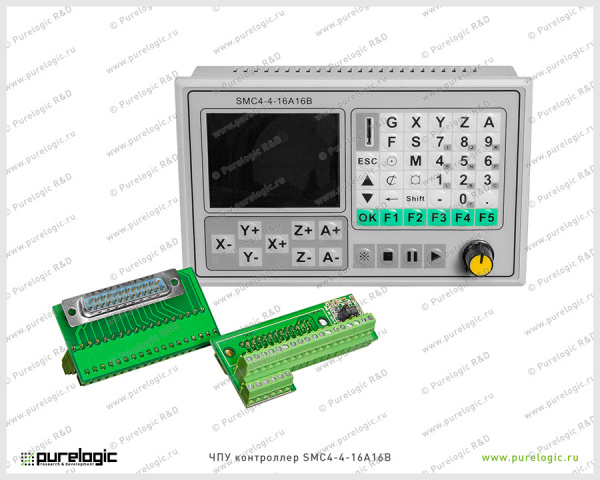 SMC4-4-16A16B
G X Y Z A
F S 7 8 9
ESC M 4 5 6
1 2 3
Shift - 0 .
OK F1 F2 F3 F4 F5
X- Y+ X+ Z+ A+
Y- Z- A-
purelogic
research & development
ЧПУ контроллер SMC4-4-16A16B
www.purelogic.ru
© Purelogic R&D
www.purelogic.ru